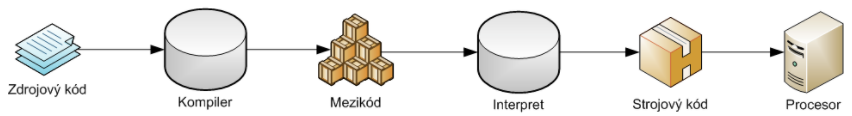 Zdrojový kód
Kompiler
Mezikód
Interpret
Strojový kód
Procesor